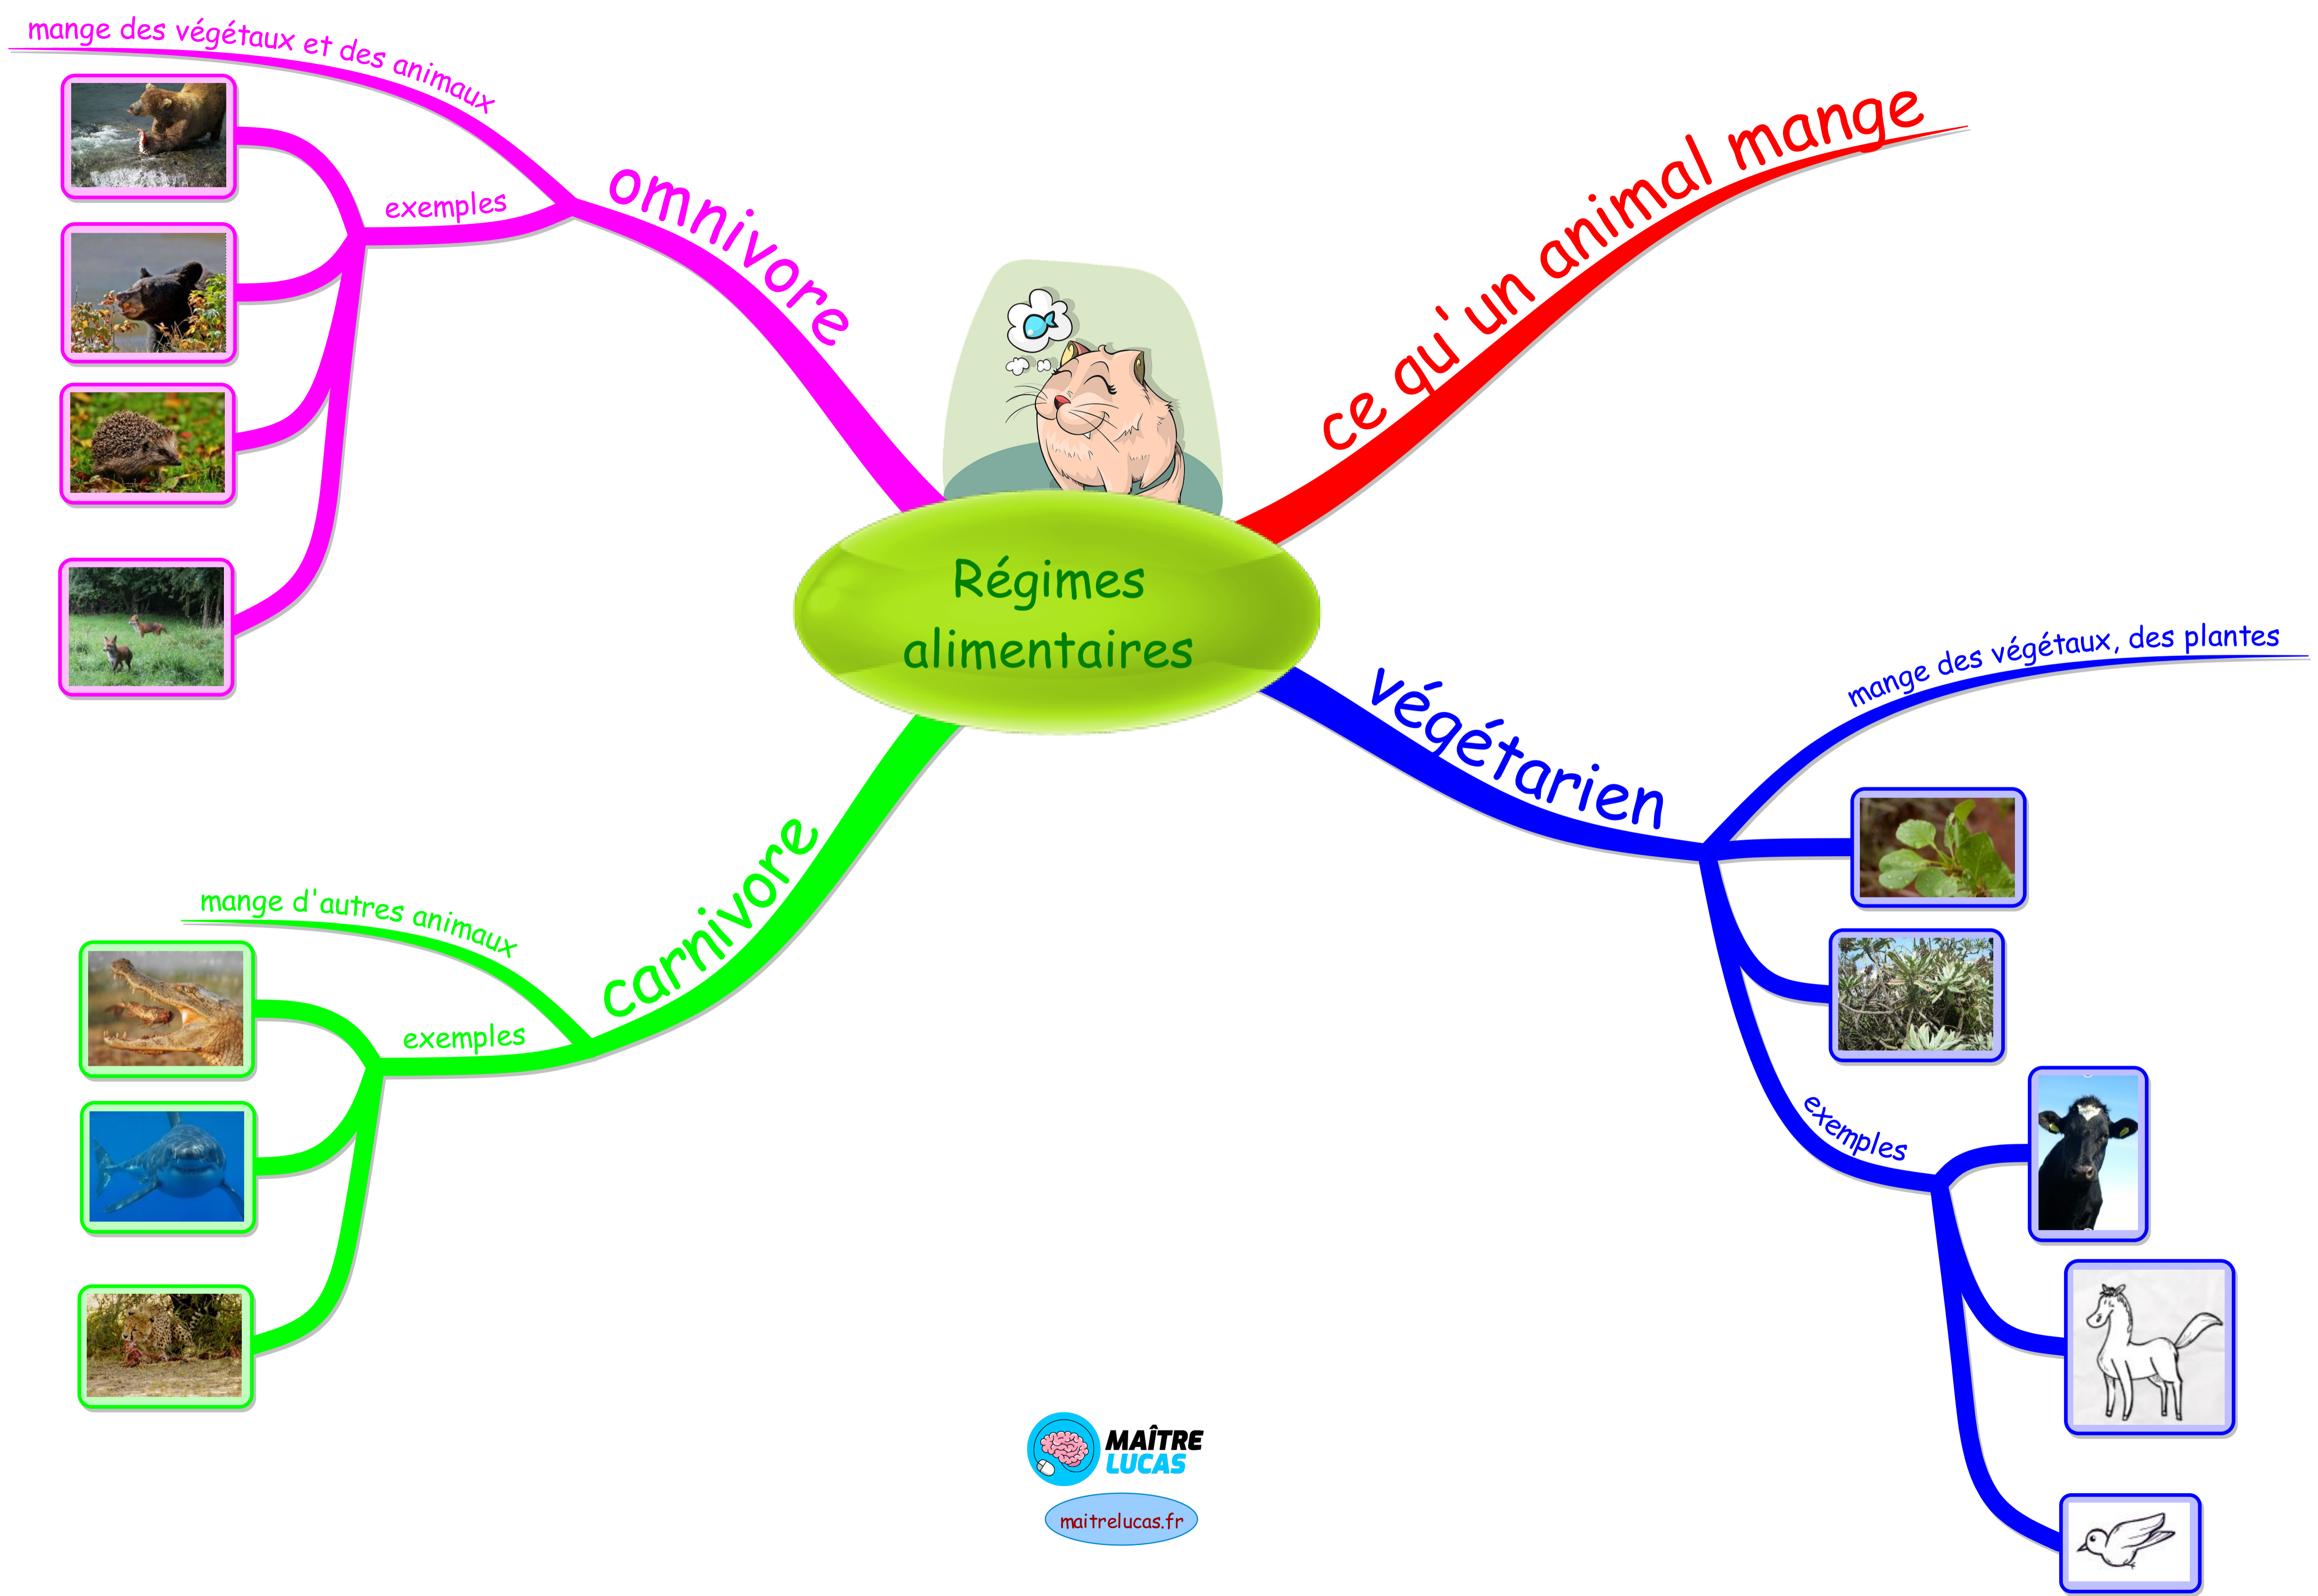 mange des végétaux et des animaux
exemples
omnivore
ce qu'un animal mange
Régimes
alimentaires
végétarien
mange des végétaux, des plantes
exemples
carnivore
mange d'autres animaux
exemples
MAÎTRE
LUCAS
maitrelucas.fr